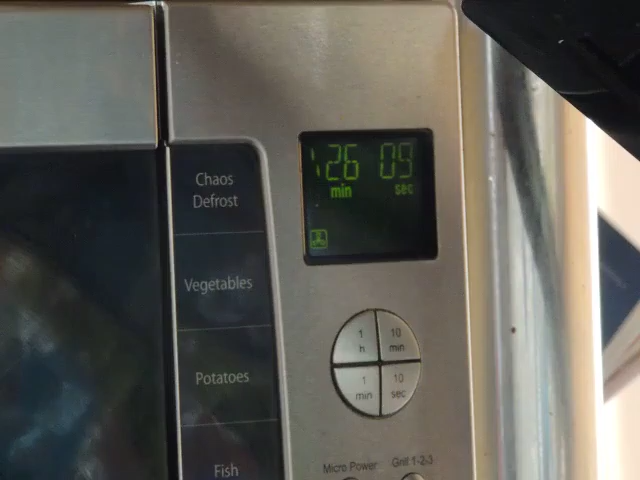 26 09
min sec
Chaos
Defrost
Vegetables
Potatoes
Fish
1
h
10
min
1
min
10
sec
Micro Power
Grill 1-2-3